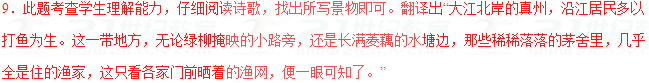 9．此题考查学生理解能力，仔细阅读诗歌，找出所写景物即可。翻译出“大江北岸的真州，沿江居民多以
打鱼为生。这一带地方，无论绿柳掩映的小路旁，还是长满菱藕的水塘边，那些稀稀落落的茅舍里，几乎
全是住的渔家，这只看各家门前晒着的渔网，便一眼可知了。”